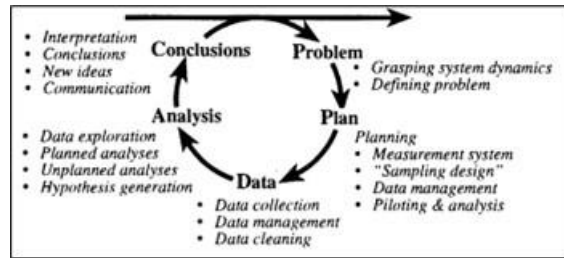 • Interpretation
• Conclusions
• New ideas
• Communication
Conclusions
Problem
• Grasping system dynamics
• Defining problem
Analysis
Plan
• Data exploration
• Planned analyses
• Unplanned analyses
• Hypothesis generation
Planning
• Measurement system
• "Sampling design"
• Data management
• Piloting & analysis
Data
• Data collection
• Data management
• Data cleaning